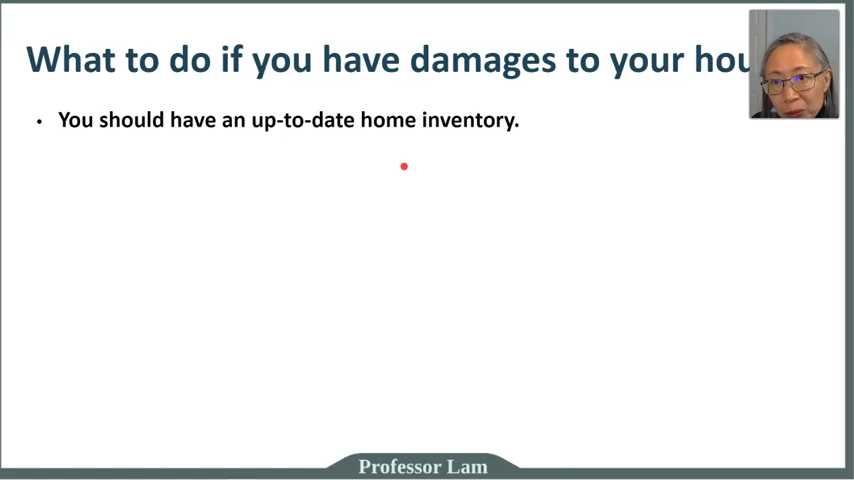 What to do if you have damages to your hou
• You should have an up-to-date home inventory.
Professor Lam